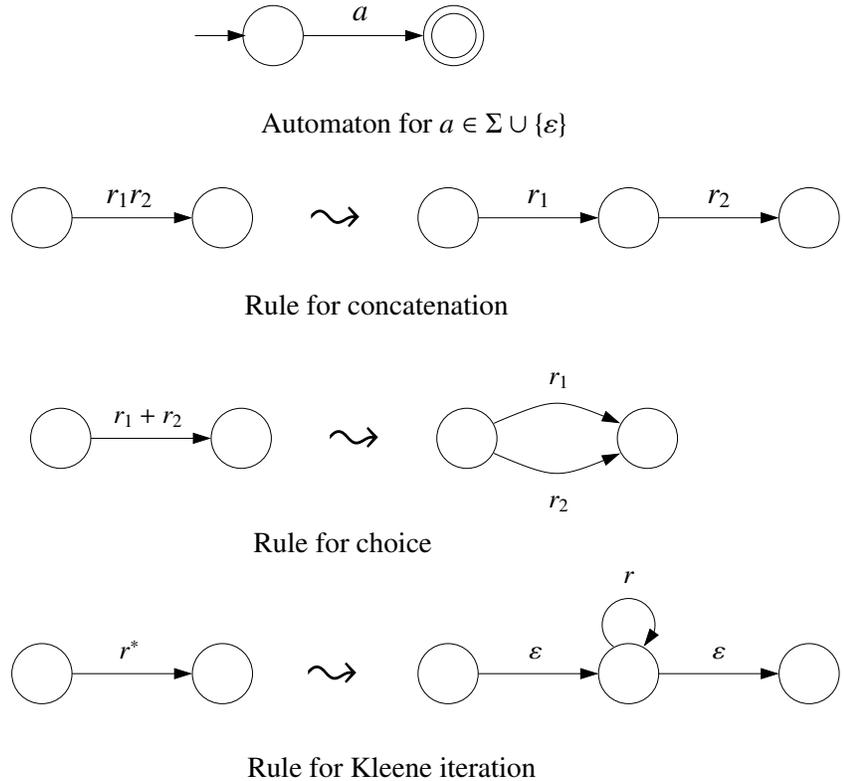 a
Automaton for a ∈ Σ ∪ {ε}
r₁r₂ r₁ r₂
Rule for concatenation
r₁
r₁ + r₂
r₂
Rule for choice
r
r* ε ε
Rule for Kleene iteration